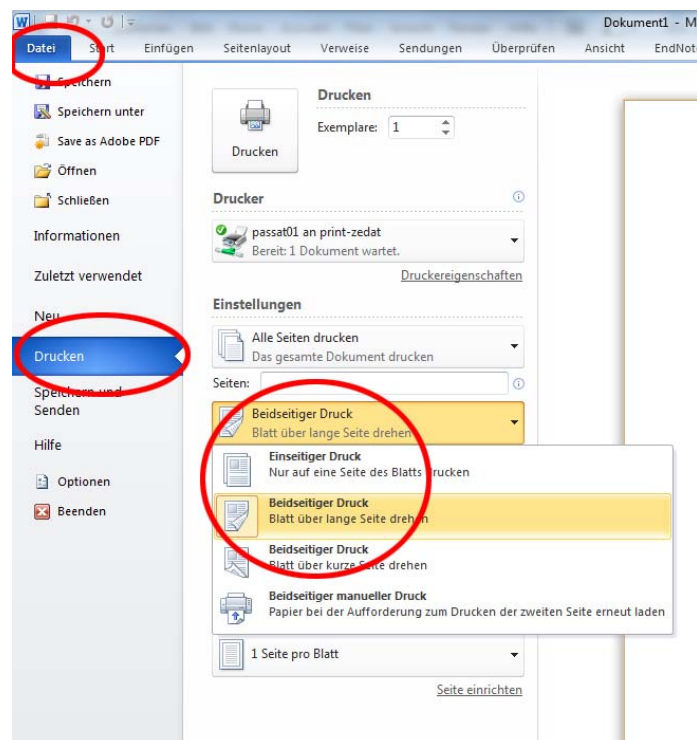 Dokument1 - M
Datei Start Einfügen Seitenlayout Verweise Sendungen Überprüfen Ansicht EndNot
Speichern
Speichern unter
Save as Adobe PDF
Öffnen
Schließen
Informationen
Zuletzt verwendet
Neu
Drucken
Speichern und
Senden
Hilfe
Optionen
Beenden
Drucken
Exemplare: 1
Drucken
Drucker
passat01 an print-zedat
Bereit: 1 Dokument wartet.
Druckereigenschaften
Einstellungen
Alle Seiten drucken
Das gesamte Dokument drucken
Seiten:
Beidseitiger Druck
Blatt über lange Seite drehen
Einseitiger Druck
Nur auf eine Seite des Blatts drucken
Beidseitiger Druck
Blatt über lange Seite drehen
Beidseitiger Druck
Blatt über kurze Seite drehen
Beidseitiger manueller Druck
Papier bei der Aufforderung zum Drucken der zweiten Seite erneut laden
1 Seite pro Blatt
Seite einrichten